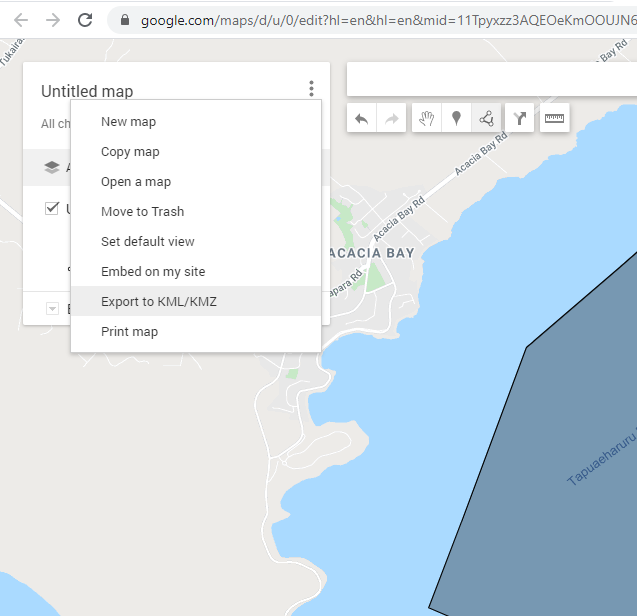 google.com/maps/d/u/0/edit?hl=en&hl=en&mid=11Tpyxzz3AQEOeKmOOUJN6
Tukaira
Untitled map
All ch
New map
Copy map
Open a map
Move to Trash
Set default view
Embed on my site
Export to KML/KMZ
Print map
Bay Rd
Acacia Bay Rd
Acacia Bay Rd
ACACIA BAY
apara Rd
Tapuaeharuru